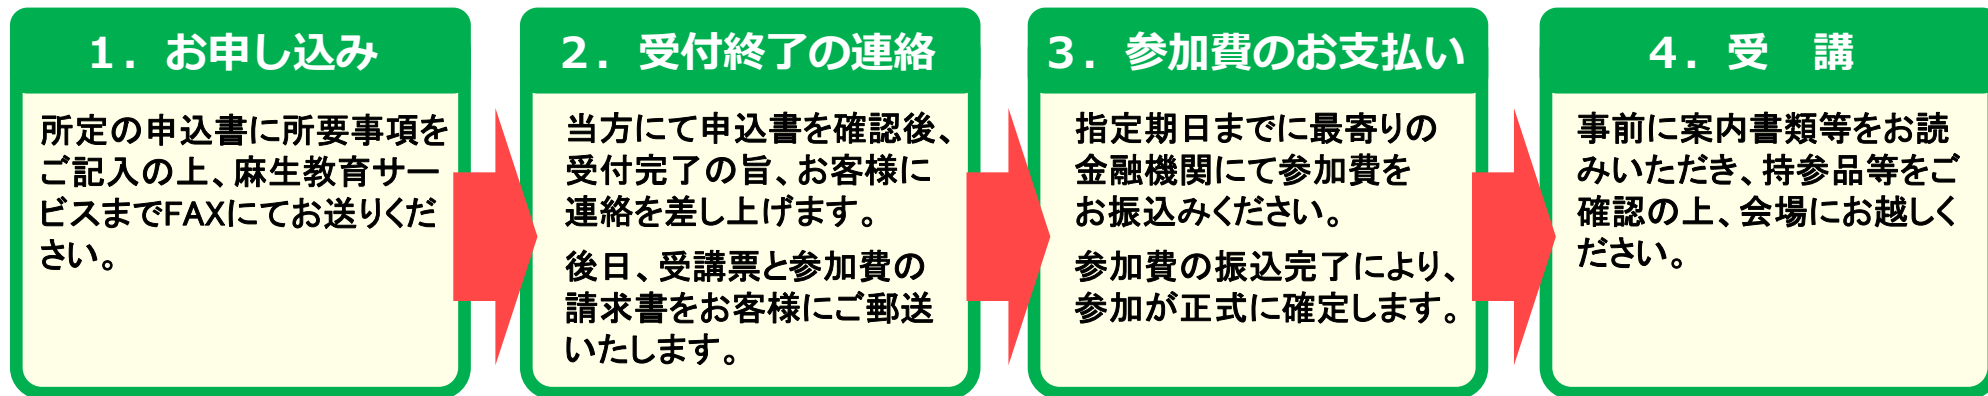 1．お申し込み
所定の申込書に所要事項を
ご記入の上、麻生教育サー
ビスまでFAXにてお送りくだ
さい。
2．受付終了の連絡
当方にて申込書を確認後、
受付完了の旨、お客様に
連絡を差し上げます。
後日、受講票と参加費の
請求書をお客様にご郵送
いたします。
3．参加費のお支払い
指定期日までに最寄りの
金融機関にて参加費を
お振込みください。
参加費の振込完了により、
参加が正式に確定します。
4．受　講
事前に案内書類等をお読
みいただき、持参品等をご
確認の上、会場にお越しく
ださい。